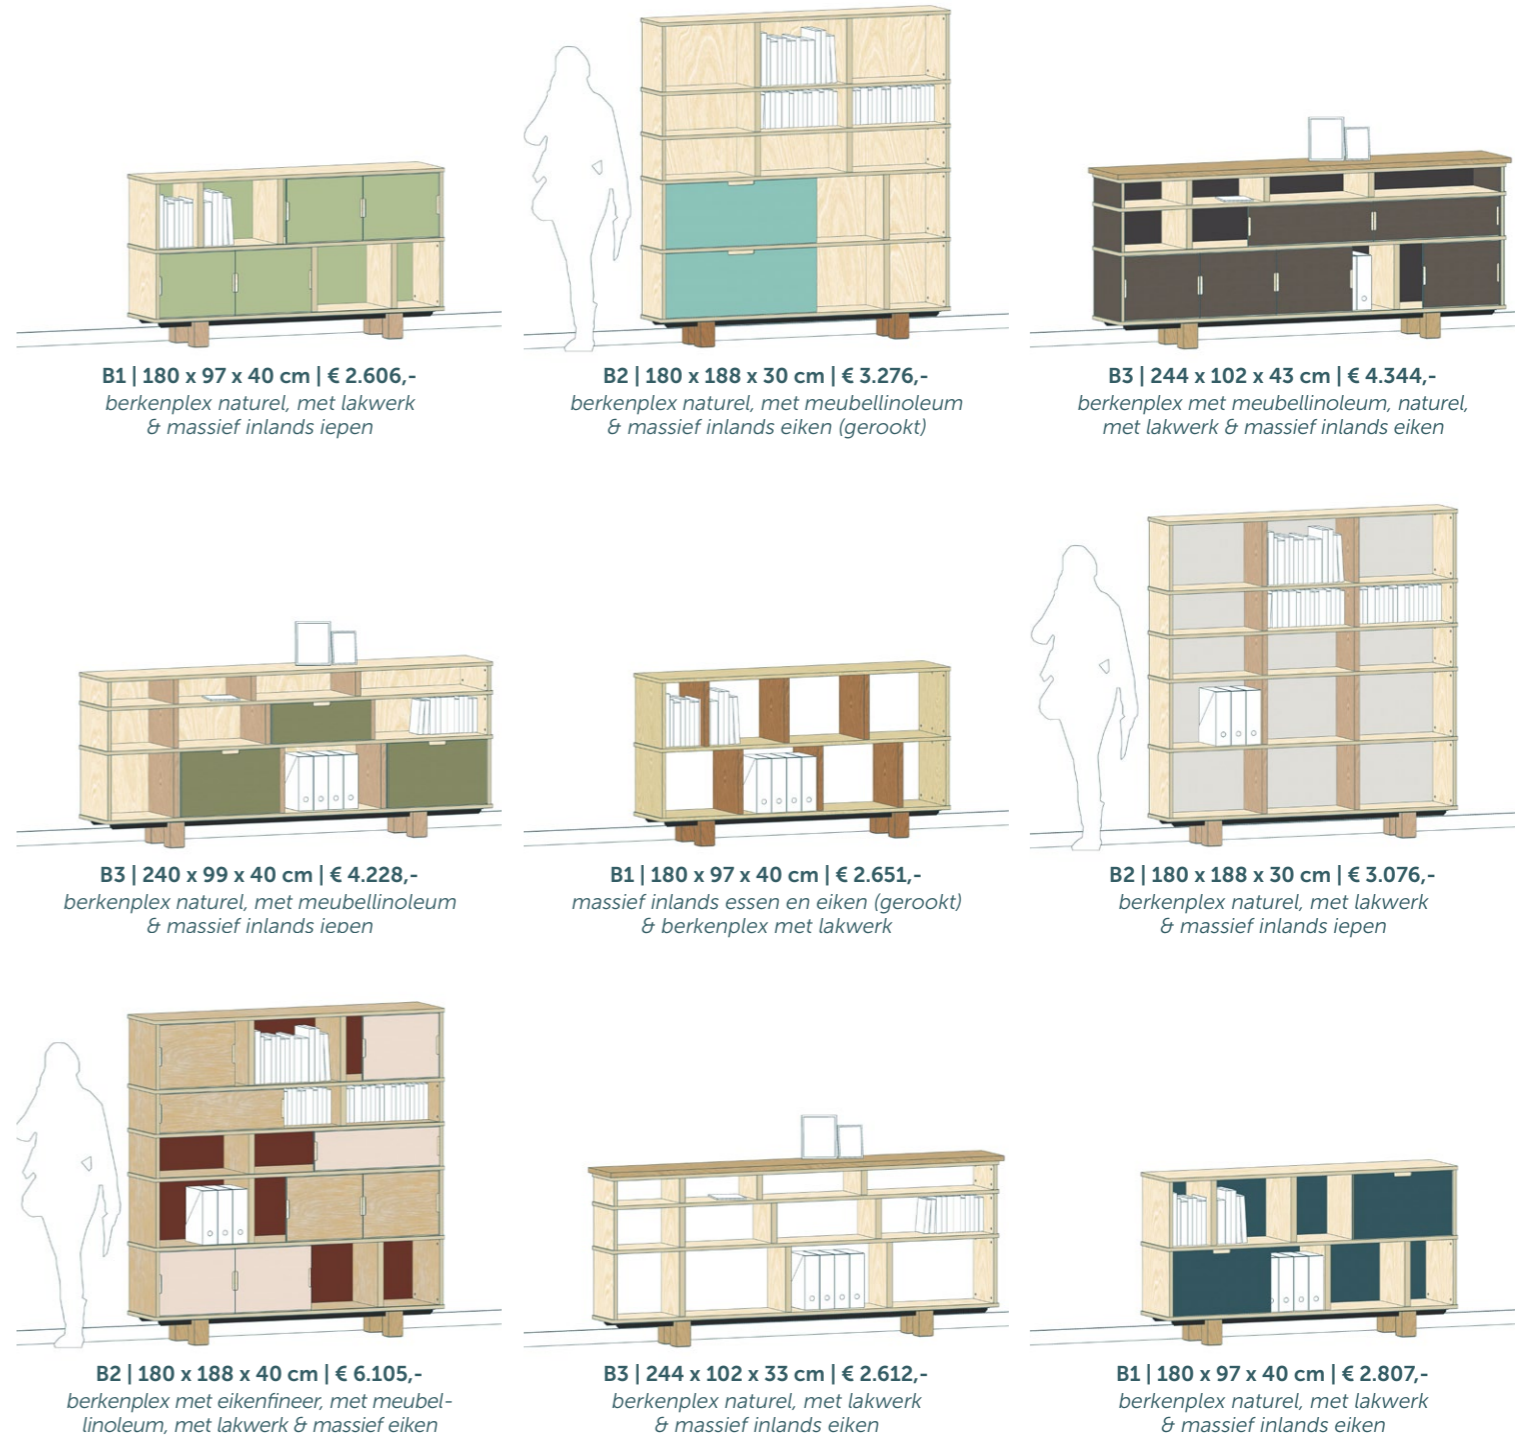 B1 | 180 x 97 x 40 cm | € 2.606,-
berkenplex naturel, met lakwerk
& massief inlands iepen
B2 | 180 x 188 x 30 cm | € 3.276,-
berkenplex naturel, met meubellinoleum
& massief inlands eiken (gerookt)
B3 | 244 x 102 x 43 cm | € 4.344,-
berkenplex met meubellinoleum, naturel,
met lakwerk & massief inlands eiken
B3 | 240 x 99 x 40 cm | € 4.228,-
berkenplex naturel, met meubellinoleum
& massief inlands iepen
B1 | 180 x 97 x 40 cm | € 2.651,-
massief inlands essen en eiken (gerookt)
& berkenplex met lakwerk
B2 | 180 x 188 x 30 cm | € 3.076,-
berkenplex naturel, met lakwerk
& massief inlands iepen
B2 | 180 x 188 x 40 cm | € 6.105,-
berkenplex met eikenfineer, met meubel-
linoleum, met lakwerk & massief eiken
B3 | 244 x 102 x 33 cm | € 2.612,-
berkenplex naturel, met lakwerk
& massief inlands eiken
B1 | 180 x 97 x 40 cm | € 2.807,-
berkenplex naturel, met lakwerk
& massief inlands eiken